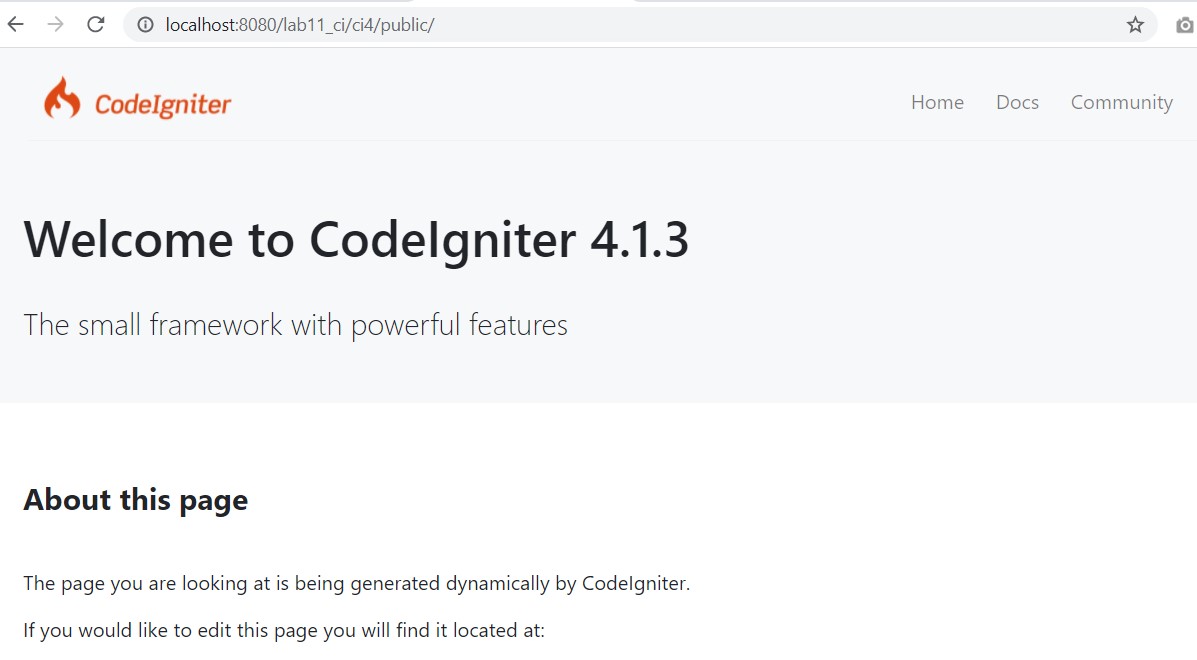 localhost:8080/lab11_ci/ci4/public/
CodeIgniter
Home Docs Community
Welcome to CodeIgniter 4.1.3
The small framework with powerful features
About this page
The page you are looking at is being generated dynamically by CodeIgniter.
If you would like to edit this page you will find it located at: